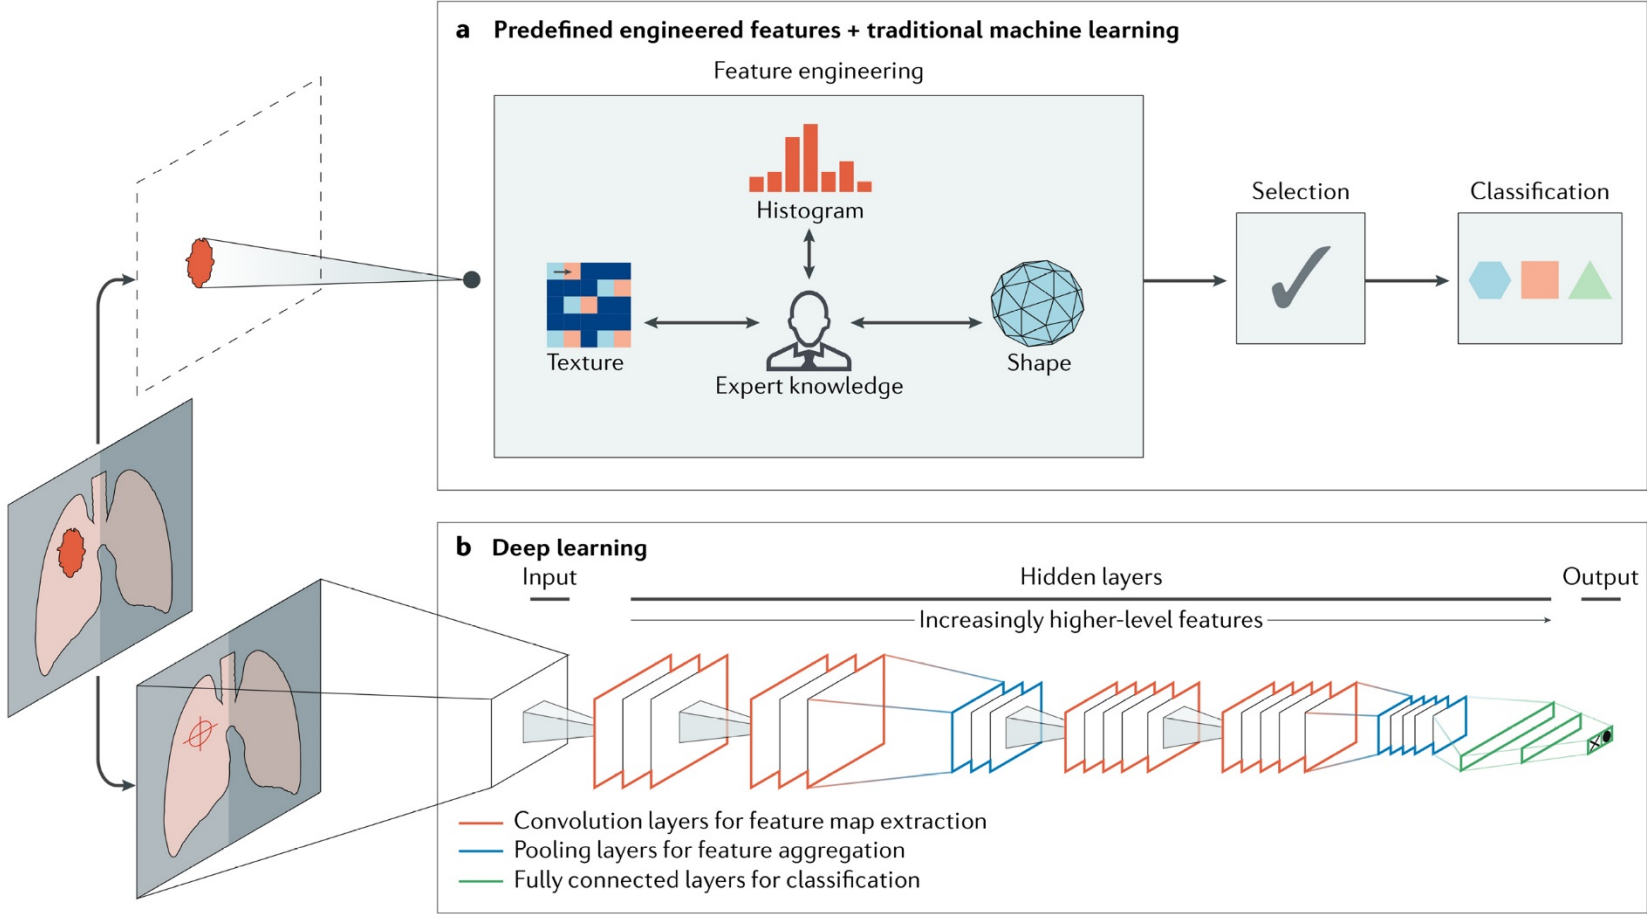 a Predefined engineered features + traditional machine learning
Feature engineering
Histogram
Texture
Expert knowledge
Shape
Selection
Classification
b Deep learning
Input
Hidden layers
Output
Increasingly higher-level features
Convolution layers for feature map extraction
Pooling layers for feature aggregation
Fully connected layers for classification